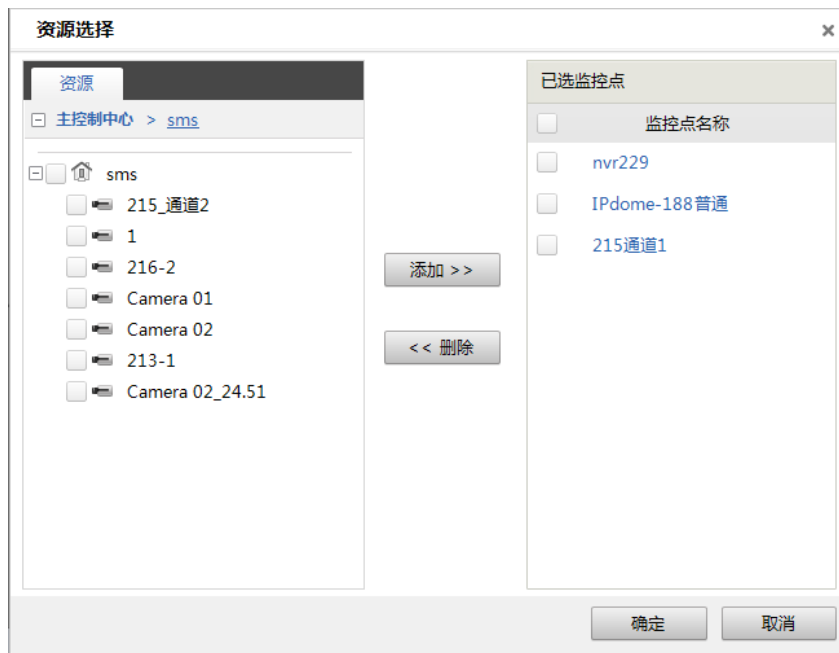 资源选择
资源
主控制中心 > sms
sms
215_通道2
1
216-2
Camera 01
Camera 02
213-1
Camera 02_24.51
添加 >>
<< 删除
已选监控点
监控点名称
nvr229
IPdome-188普通
215通道1
确定
取消